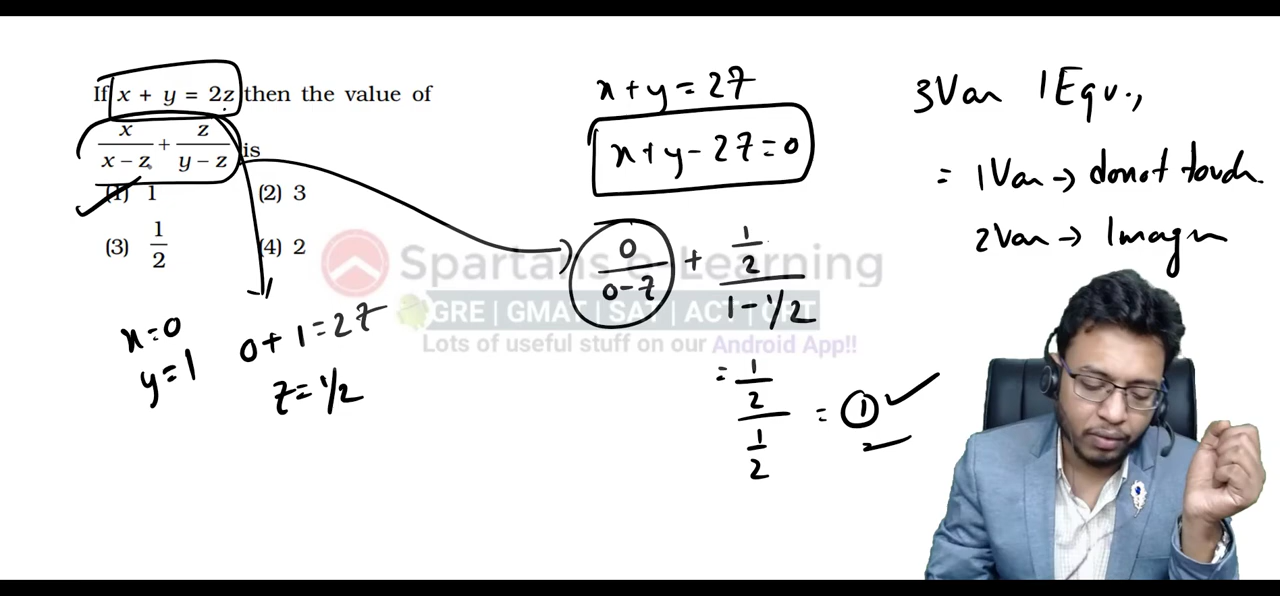 If x + y = 2z then the value of
x/(x − z) + z/(y − z) is
(1) 1 (2) 3
(3) 1/2 (4) 2
x=0
y=1
0+1=2z
z=1/2
x+y=2z
x+y-2z=0
0/(0-z) + (1/2)/(1-1/2)
= (1/2)/(1/2) = 1
3Var 1Equ.,
= 1Var → donot touch.
2Var → Imagin
Spartans e Learning
GRE | GMAT | SAT | ACT | CPT
Lots of useful stuff on our Android App!!